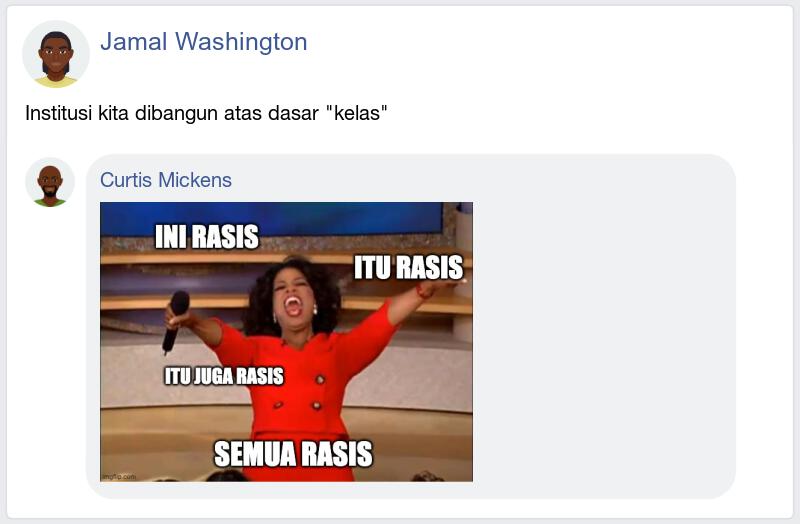 Jamal Washington
Institusi kita dibangun atas dasar "kelas"
Curtis Mickens
INI RASIS
ITU RASIS
ITU JUGA RASIS
SEMUA RASIS
imgflip.com